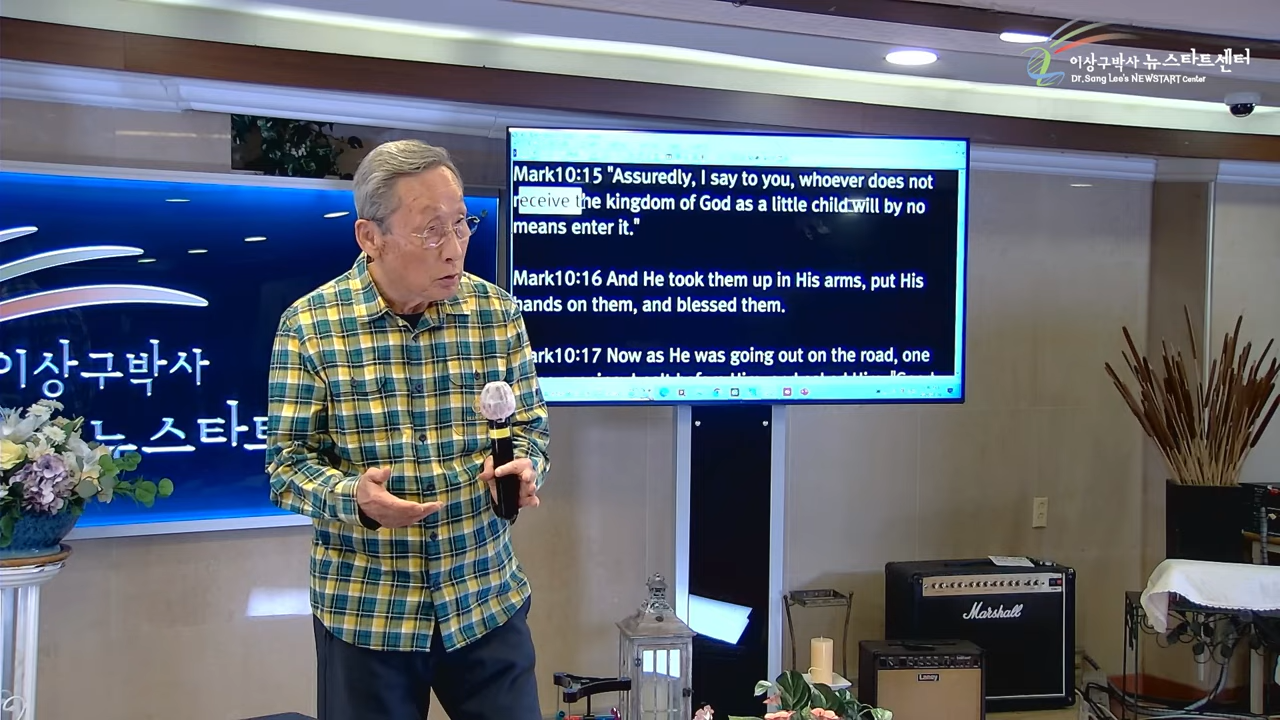 이상구박사 뉴스타트센터
Dr. Sang Lee's NEWSTART Center
Mark10:15 "Assuredly, I say to you, whoever does not
receive the kingdom of God as a little child will by no
means enter it."
Mark10:16 And He took them up in His arms, put His
hands on them, and blessed them.
Mark10:17 Now as He was going out on the road, one
이상구박사
뉴스타트
Marshall
Laney